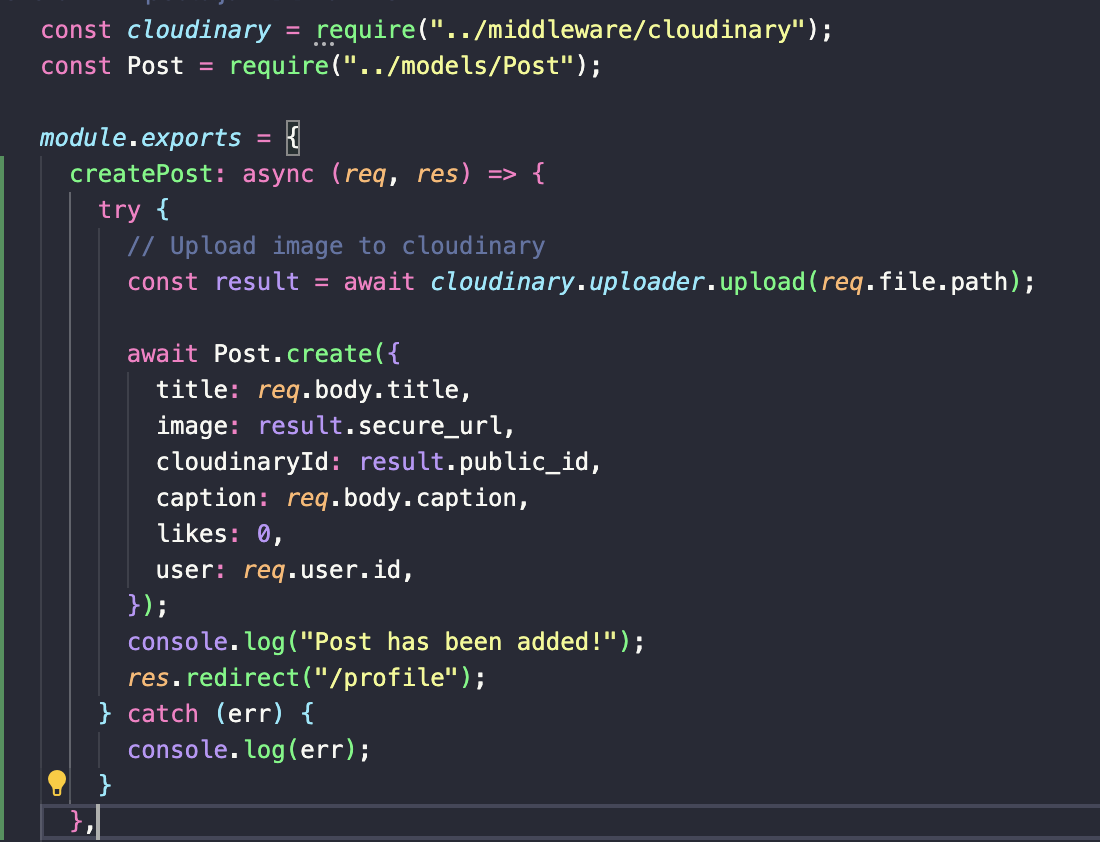 const cloudinary = require("../middleware/cloudinary");
const Post = require("../models/Post");
module.exports = {
createPost: async (req, res) => {
try {
// Upload image to cloudinary
const result = await cloudinary.uploader.upload(req.file.path);
await Post.create({
title: req.body.title,
image: result.secure_url,
cloudinaryId: result.public_id,
caption: req.body.caption,
likes: 0,
user: req.user.id,
});
console.log("Post has been added!");
res.redirect("/profile");
} catch (err) {
console.log(err);
}
},